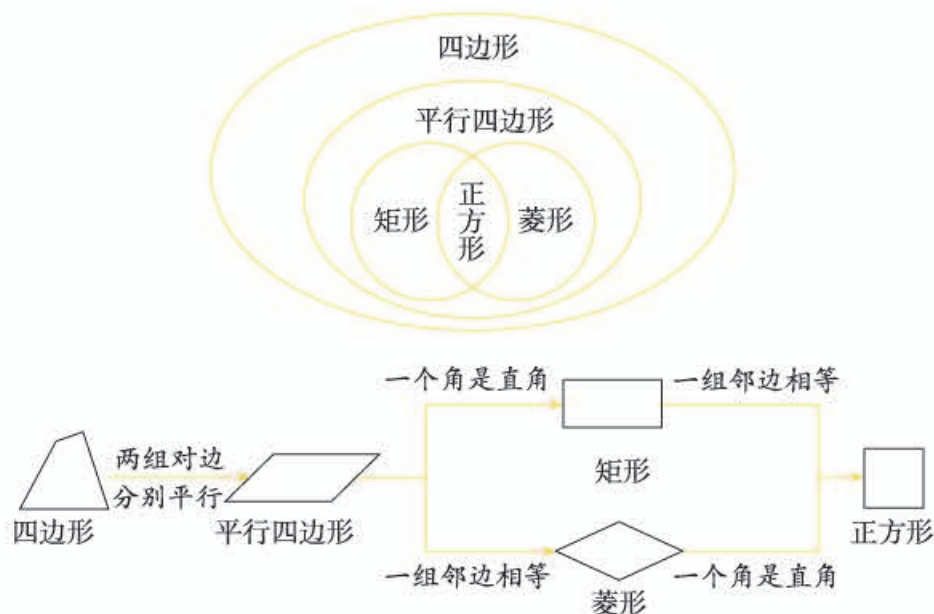 四边形
平行四边形
矩形
正方形
菱形
一个角是直角
一组邻边相等
两组对边
分别平行
矩形
四边形
平行四边形
正方形
一组邻边相等
一个角是直角
菱形